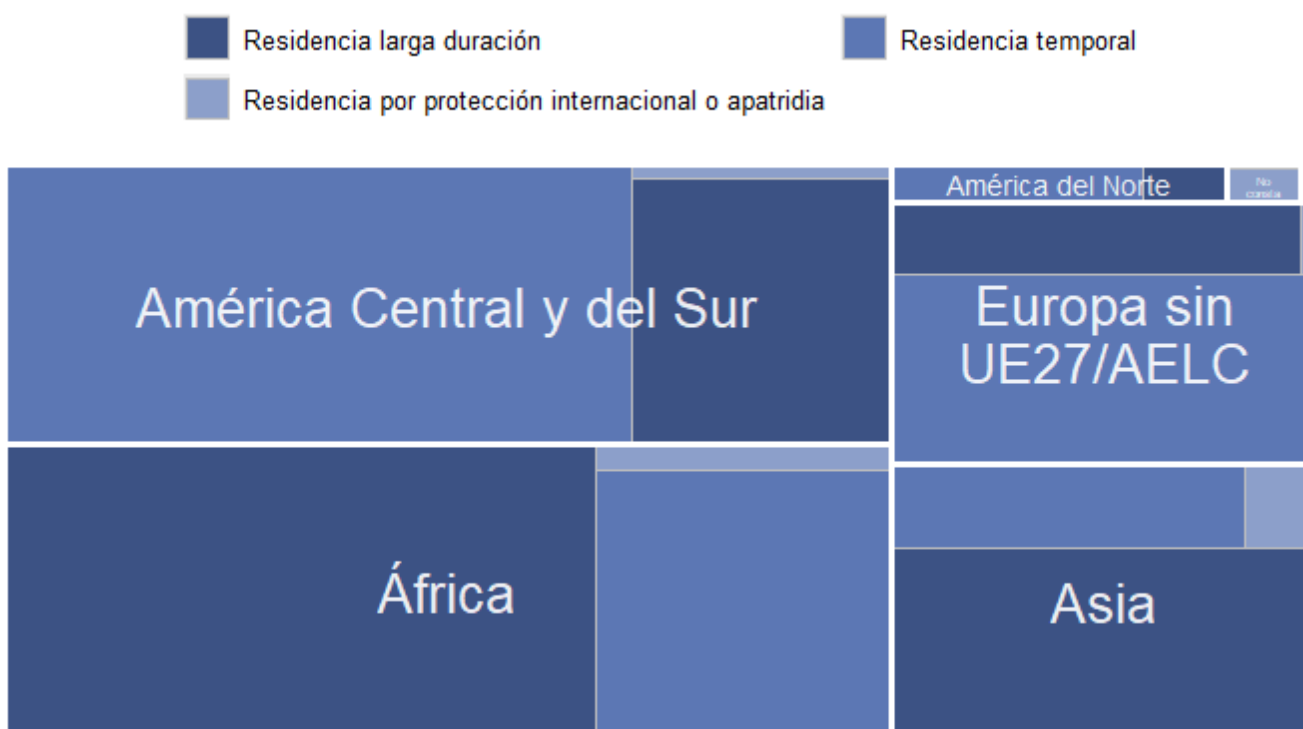 Residencia larga duración
Residencia temporal
Residencia por protección internacional o apatridia
América del Norte
No
consta
América Central y del Sur
Europa sin
UE27/AELC
África
Asia